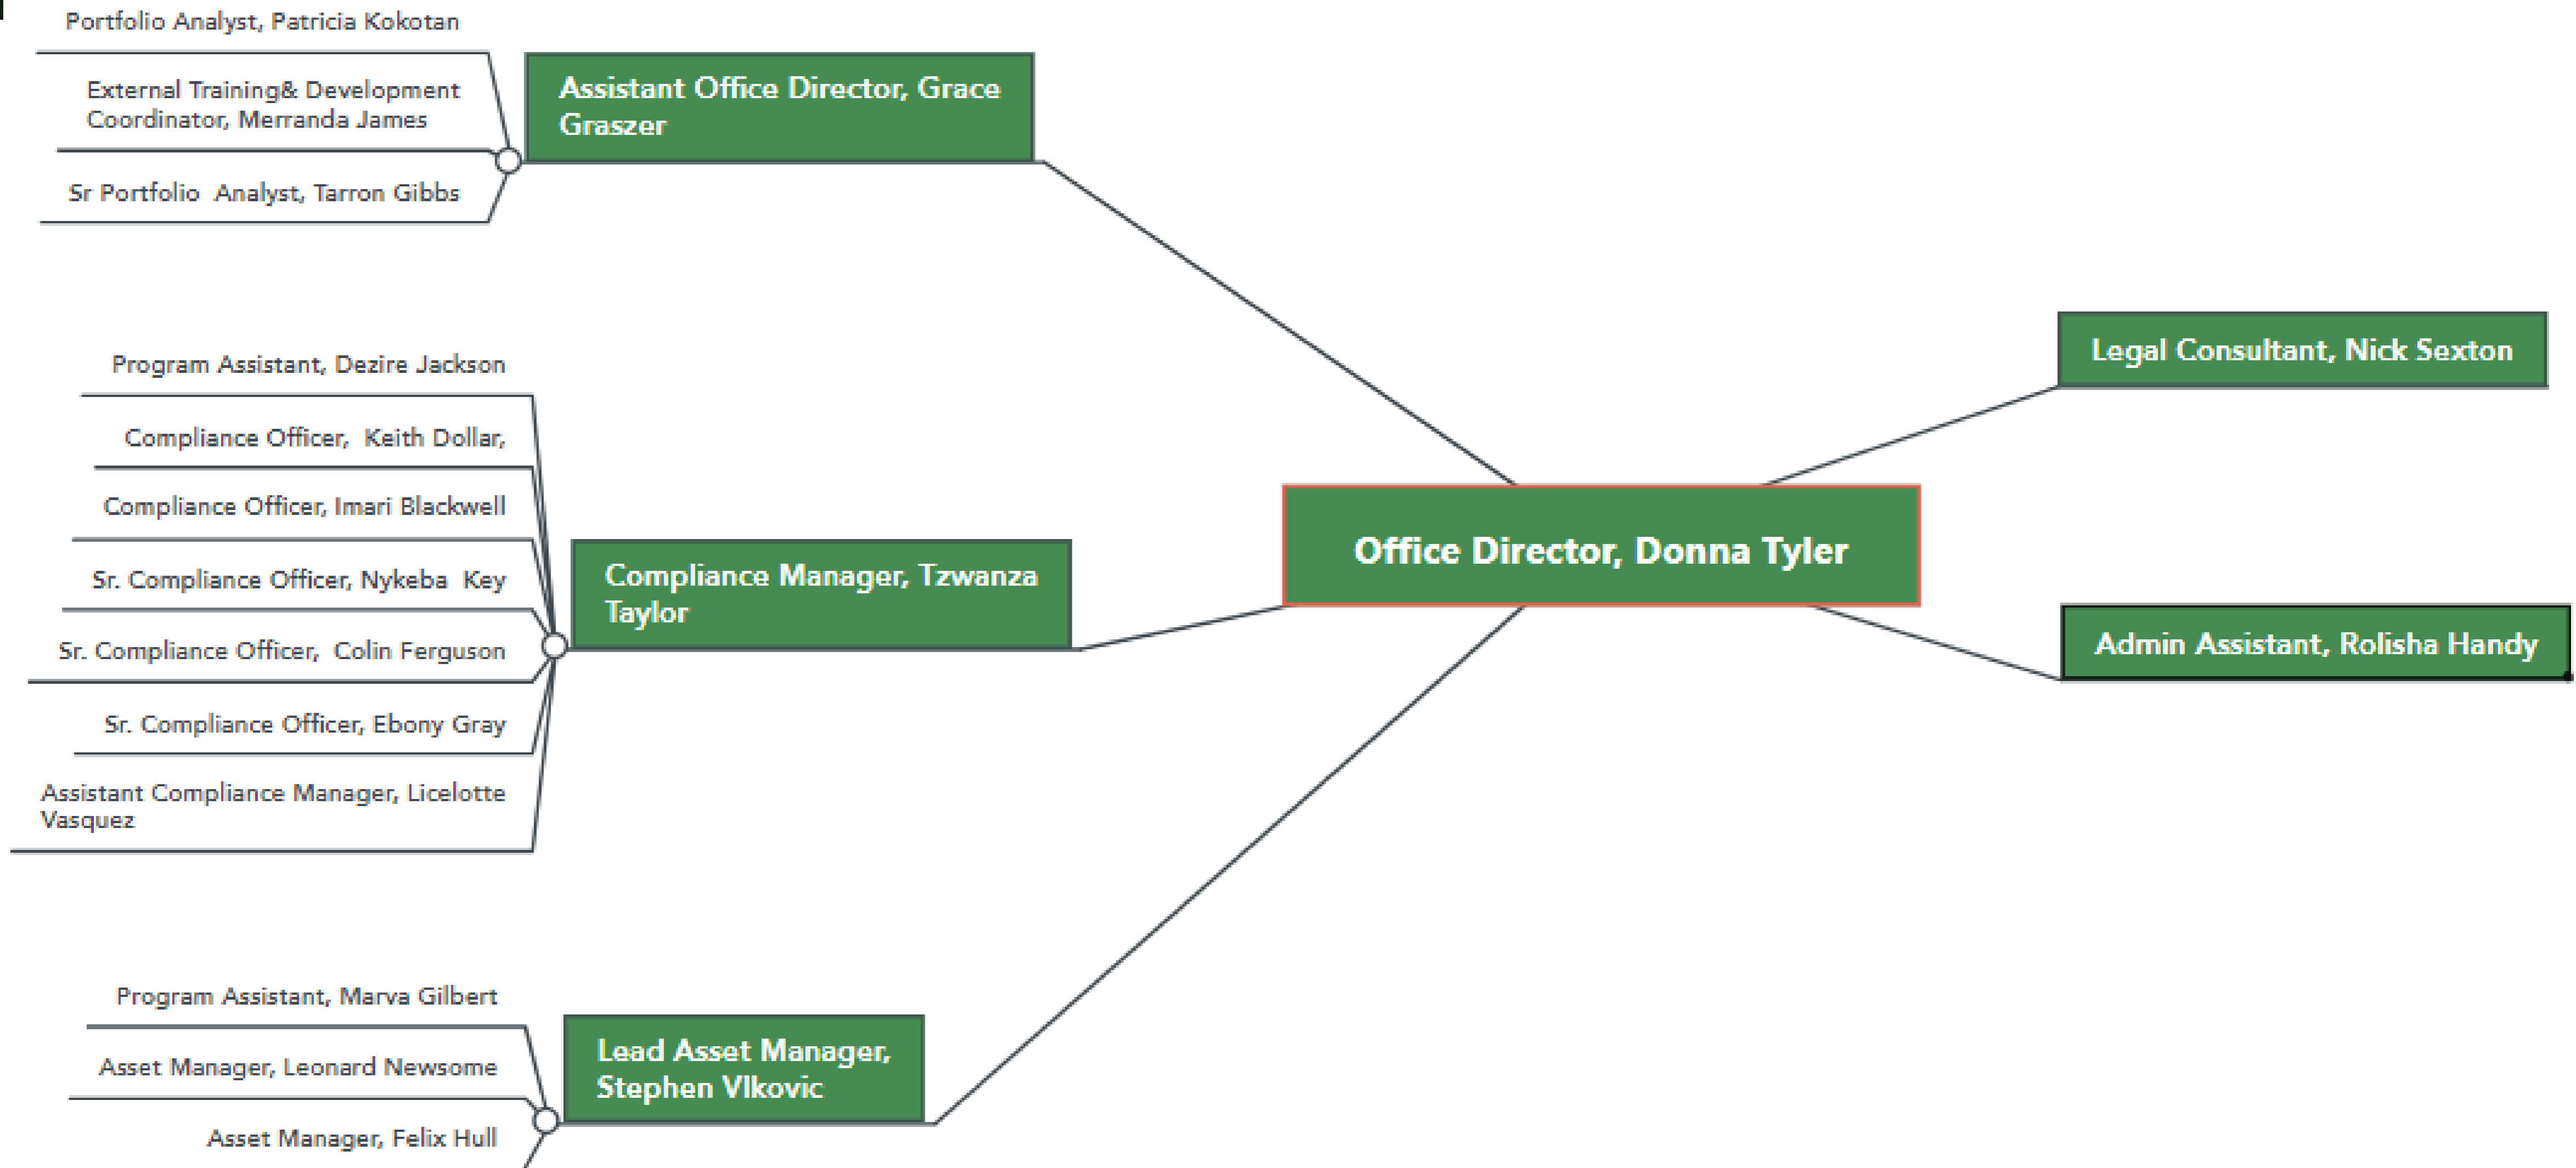 Portfolio Analyst, Patricia Kokotan
External Training& Development
Coordinator, Merranda James
Sr Portfolio  Analyst, Tarron Gibbs
Assistant Office Director, Grace
Graszer
Program Assistant, Dezire Jackson
Compliance Officer,  Keith Dollar,
Compliance Officer, Imari Blackwell
Sr. Compliance Officer, Nykeba  Key
Sr. Compliance Officer,  Colin Ferguson
Sr. Compliance Officer, Ebony Gray
Assistant Compliance Manager, Licelotte
Vasquez
Compliance Manager, Tzwanza
Taylor
Program Assistant, Marva Gilbert
Asset Manager, Leonard Newsome
Asset Manager, Felix Hull
Lead Asset Manager,
Stephen Vlkovic
Office Director, Donna Tyler
Legal Consultant, Nick Sexton
Admin Assistant, Rolisha Handy